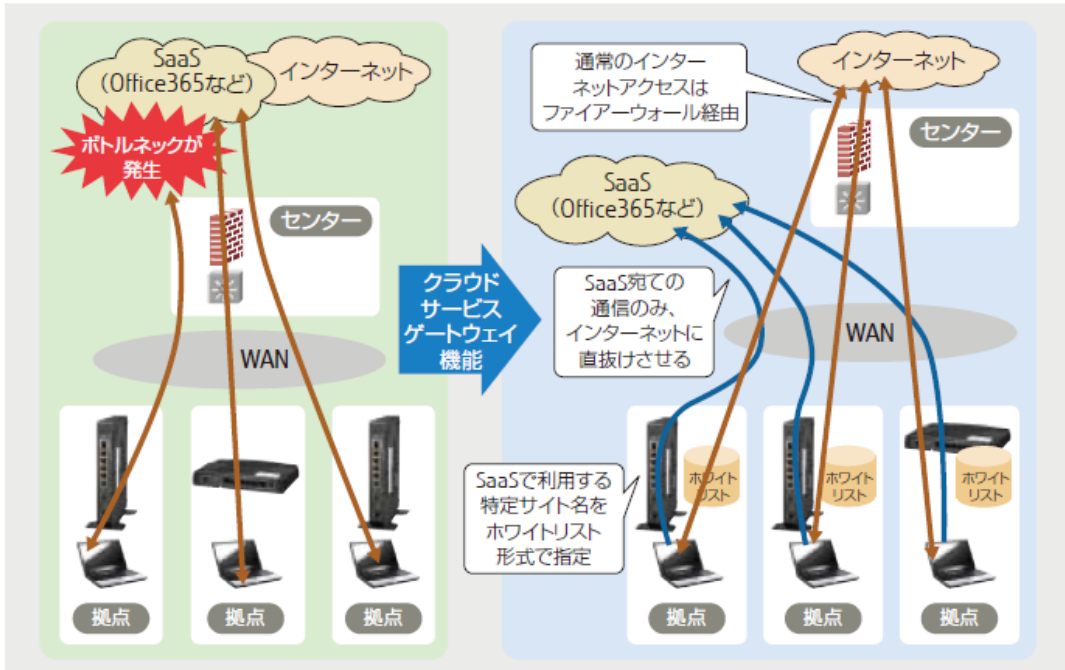 SaaS
（Office365など）
インターネット
ボトルネックが
発生
センター
WAN
拠点
拠点
拠点
クラウド
サービス
ゲートウェイ
機能
通常のインター
ネットアクセスは
ファイアーウォール経由
インターネット
センター
SaaS
（Office365など）
SaaS宛ての
通信のみ、
インターネットに
直抜けさせる
WAN
SaaSで利用する
特定サイト名を
ホワイトリスト
形式で指定
ホワイト
リスト
ホワイト
リスト
ホワイト
リスト
拠点
拠点
拠点